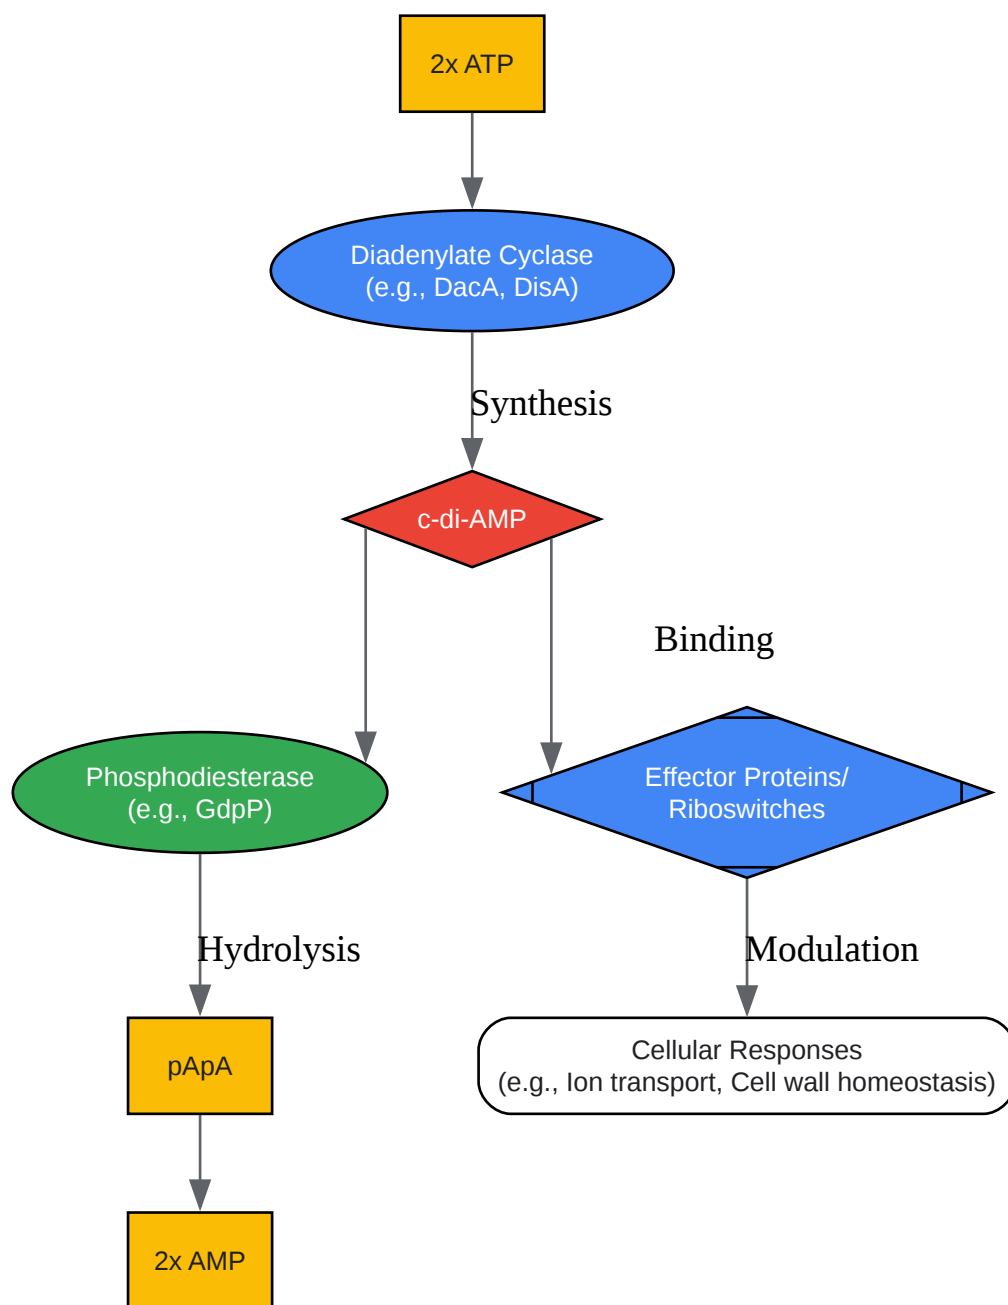 2x ATP
Diadenylate Cyclase
(e.g., DacA, DisA)
Synthesis
c-di-AMP
Binding
Phosphodiesterase
(e.g., GdpP)
Effector Proteins/
Riboswitches
Hydrolysis
Modulation
pApA
Cellular Responses
(e.g., Ion transport, Cell wall homeostasis)
2x AMP